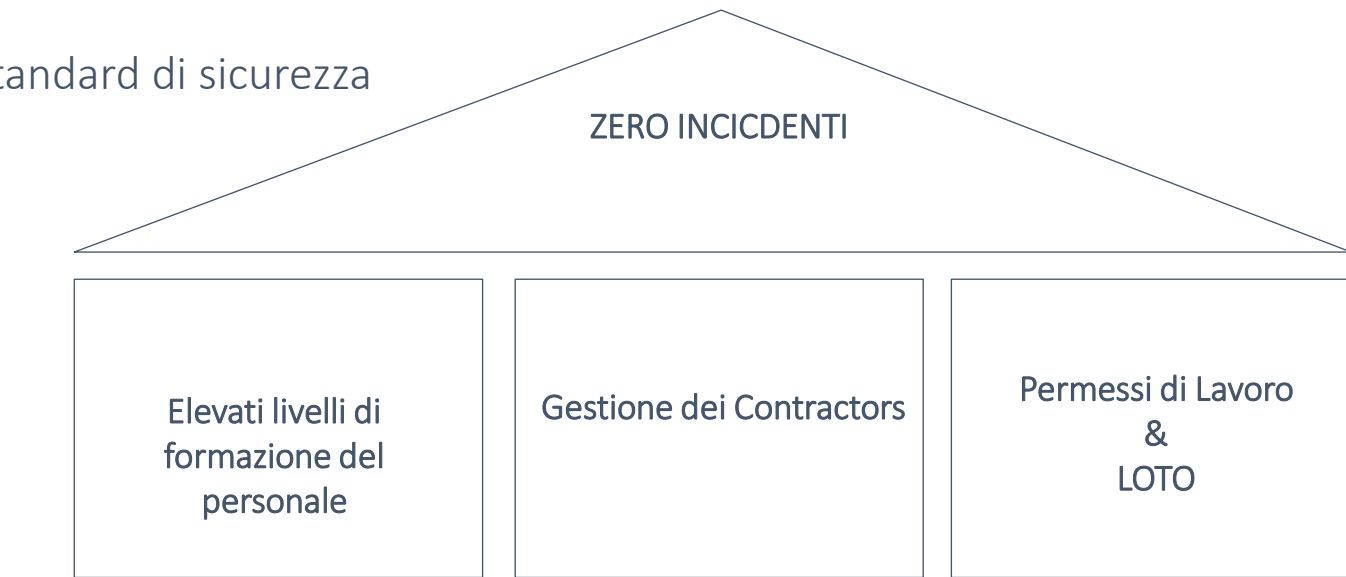 tandard di sicurezza
ZERO INCICDENTI
Elevati livelli di
formazione del
personale
Gestione dei Contractors
Permessi di Lavoro
&
LOTO